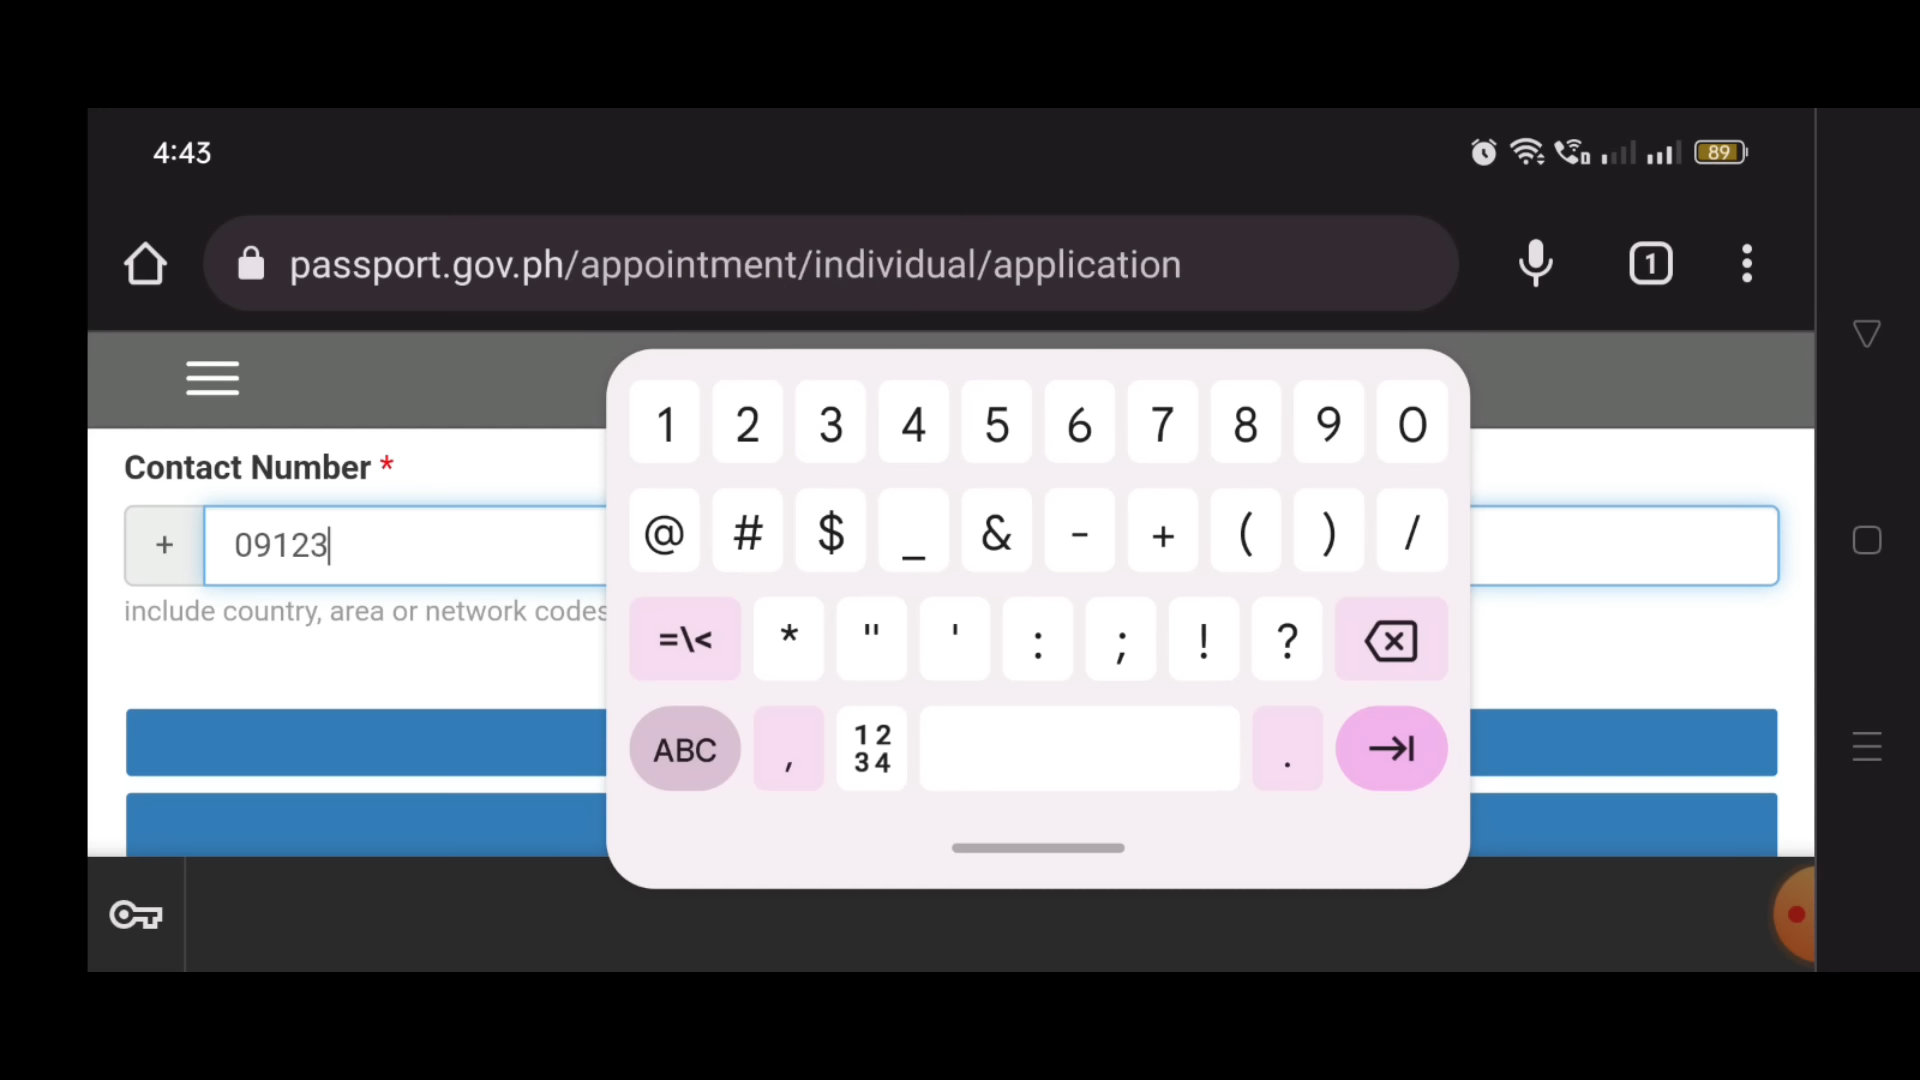 4:43
89
passport.gov.ph/appointment/individual/application
1
Contact Number *
+ 09123
include country, area or network codes
1 2 3 4 5 6 7 8 9 0
@ # $ _ & - + ( ) /
=\< * " ' : ; ! ?
ABC , 1 2 3 4 .